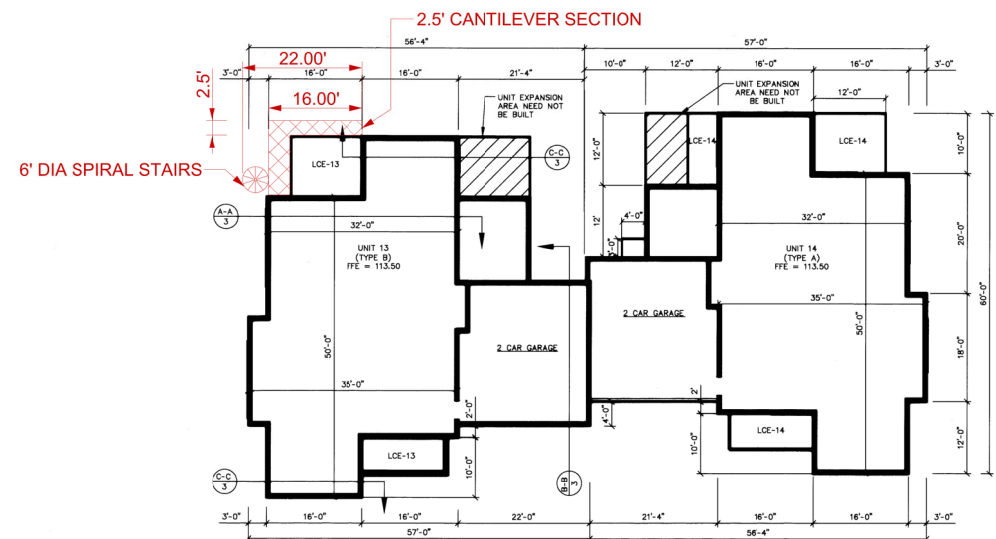 2.5' CANTILEVER SECTION
56'-4"
57'-0"
22.00'
3'-0"
16'-0"
16'-0"
21'-4"
10'-0"
12'-0"
16'-0"
16'-0"
3'-0"
2.5'
16.00'
UNIT EXPANSION
AREA NEED NOT
BE BUILT
UNIT EXPANSION
AREA NEED NOT
BE BUILT
12'-0"
6' DIA SPIRAL STAIRS
LCE-13
C-C
3
12'-0"
LCE-14
LCE-14
10'-0"
A-A
3
32'-0"
UNIT 13
(TYPE B)
FFE = 113.50
4'-0"
12'
32'-0"
UNIT 14
(TYPE A)
FFE = 113.50
20'-0"
60'-0"
35'-0"
2 CAR GARAGE
2 CAR GARAGE
50'-0"
50'-0"
18'-0"
35'-0"
2'-0"
4'-0"
2'
LCE-13
10'-0"
10'-0"
LCE-14
12'-0"
C-C
3
B-B
3
3'-0"
16'-0"
16'-0"
22'-0"
21'-4"
16'-0"
16'-0"
3'-0"
57'-0"
56'-4"